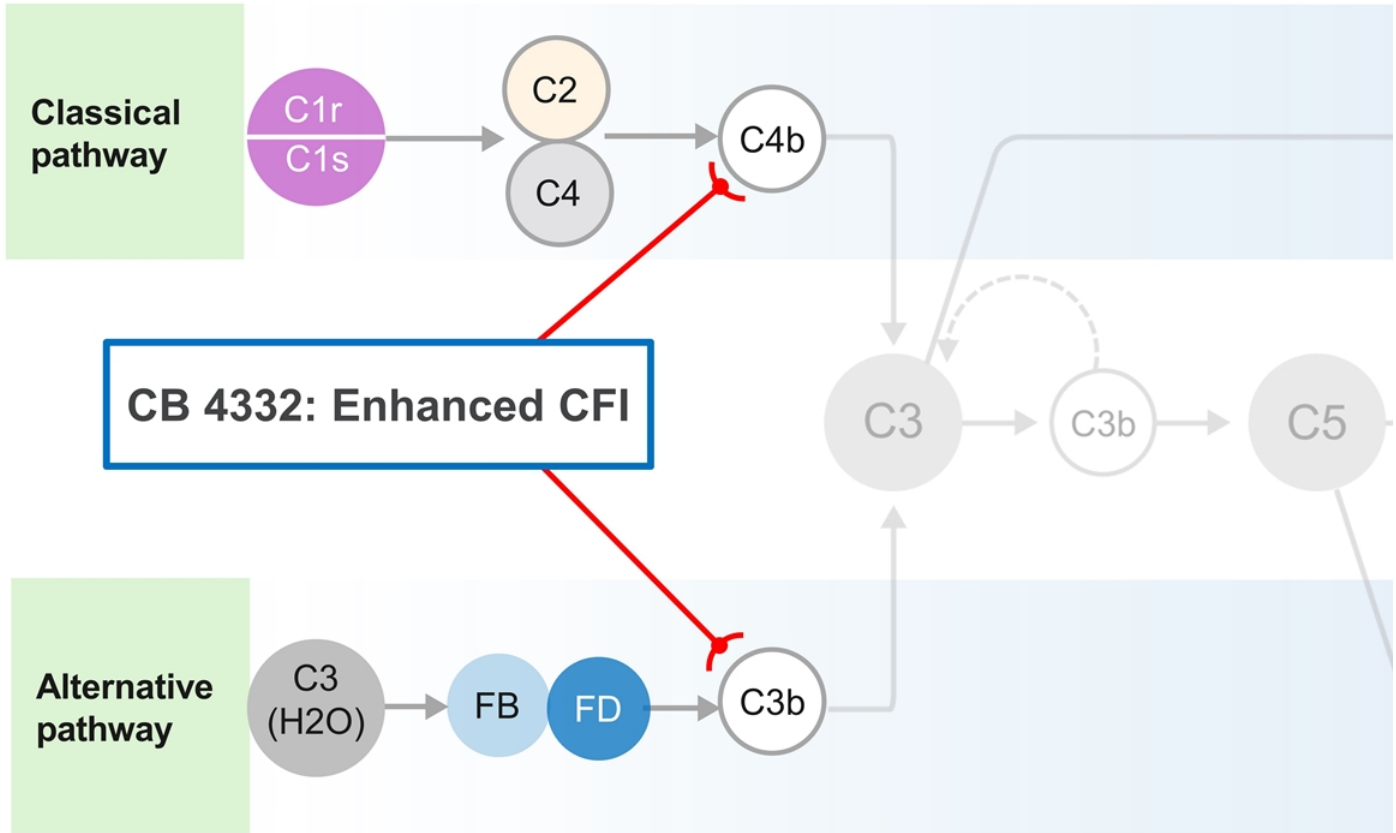 Classical
pathway
C1r
C1s
C2
C4
C4b
CB 4332: Enhanced CFI
C3
C3b
C5
Alternative
pathway
C3
(H2O)
FB
FD
C3b